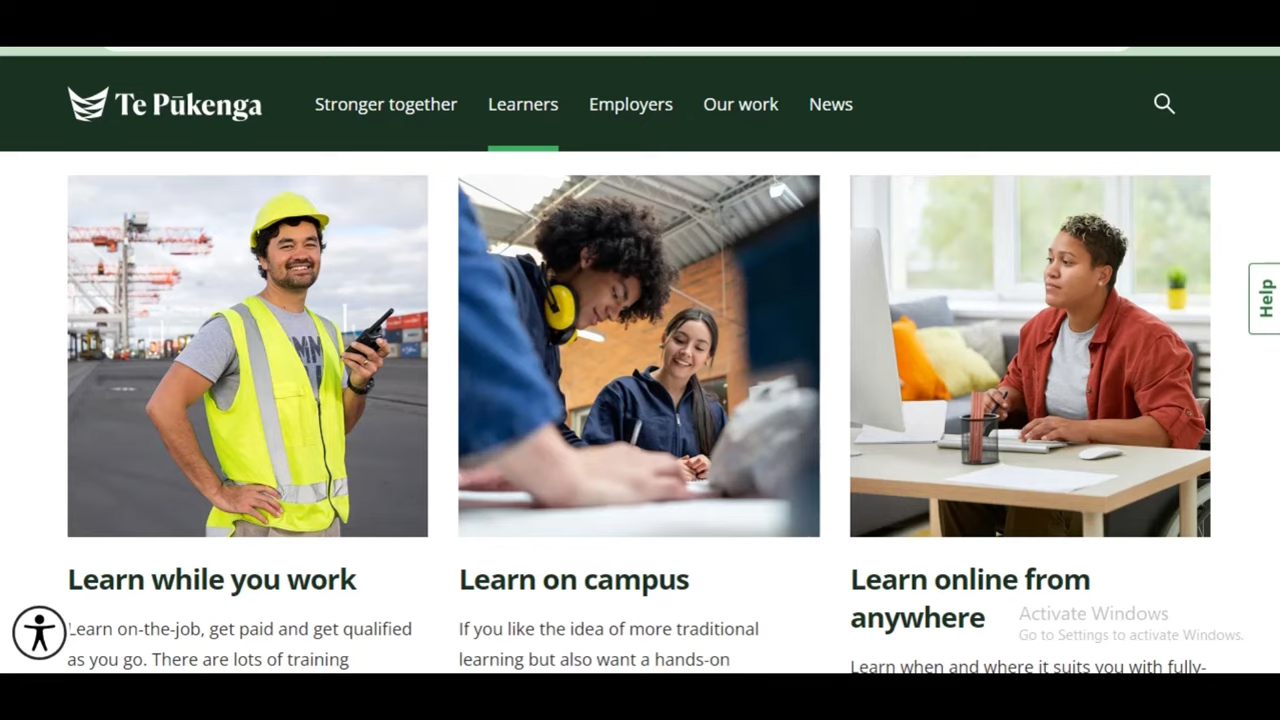 Te Pūkenga
Stronger together
Learners
Employers
Our work
News
Help
Learn while you work
Learn on-the-job, get paid and get qualified
as you go. There are lots of training
Learn on campus
If you like the idea of more traditional
learning but also want a hands-on
Learn online from
anywhere
Learn when and where it suits you with fully-
Activate Windows
Go to Settings to activate Windows.